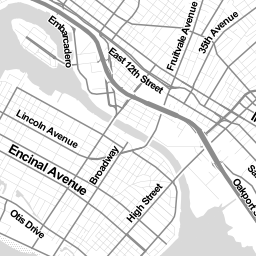 Embarcadero
Fruitvale Avenue
35th Avenue
East 12th Street
Lincoln Avenue
Encinal Avenue
Broadway
High Street
Otis Drive
Oakport